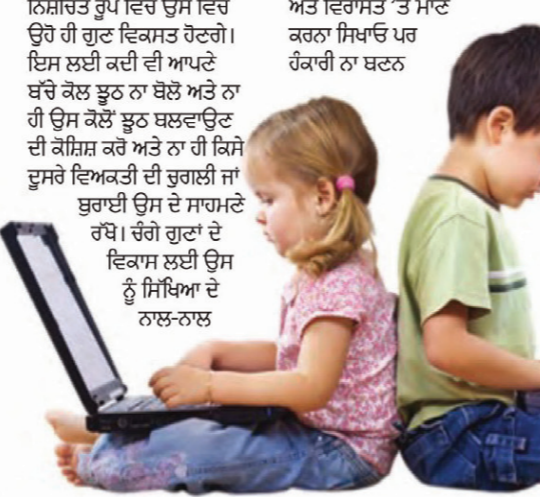 ਨਿਸ਼ਚਿਤ ਰੂਪ ਵਿਚ ਉਸ ਵਿਚ
ਉਹੋ ਹੀ ਗੁਣ ਵਿਕਸਤ ਹੋਣਗੇ।
ਇਸ ਲਈ ਕਦੀ ਵੀ ਆਪਣੇ
ਬੱਚੇ ਕੋਲ ਝੂਠ ਨਾ ਬੋਲੋ ਅਤੇ ਨਾ
ਹੀ ਉਸ ਕੋਲੋਂ ਝੂਠ ਬਲਵਾਉਣ
ਦੀ ਕੋਸ਼ਿਸ਼ ਕਰੋ ਅਤੇ ਨਾ ਹੀ ਕਿਸੇ
ਦੂਸਰੇ ਵਿਅਕਤੀ ਦੀ ਚੁਗਲੀ ਜਾਂ
ਬੁਰਾਈ ਉਸ ਦੇ ਸਾਹਮਣੇ
ਰੱਖੋ। ਚੰਗੇ ਗੁਣਾਂ ਦੇ
ਵਿਕਾਸ ਲਈ ਉਸ
ਨੂੰ ਸਿੱਖਿਆ ਦੇ
ਨਾਲ-ਨਾਲ
ਅਤੇ ਵਿਰਾਸਤ 'ਤੇ ਮਾਣ
ਕਰਨਾ ਸਿਖਾਓ ਪਰ
ਹੰਕਾਰੀ ਨਾ ਬਣਨ